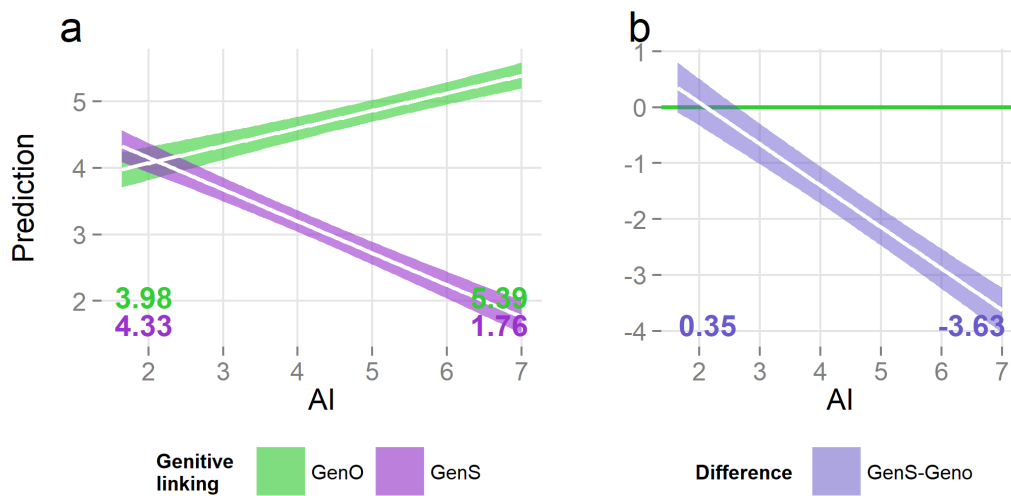 a
Prediction
5
4
3
2
3.98
4.33
5.39
1.76
2 3 4 5 6 7
AI
Genitive
linking
GenO
GenS
b
1
0
-1
-2
-3
-4
0.35
-3.63
2 3 4 5 6 7
AI
Difference
GenS-Geno